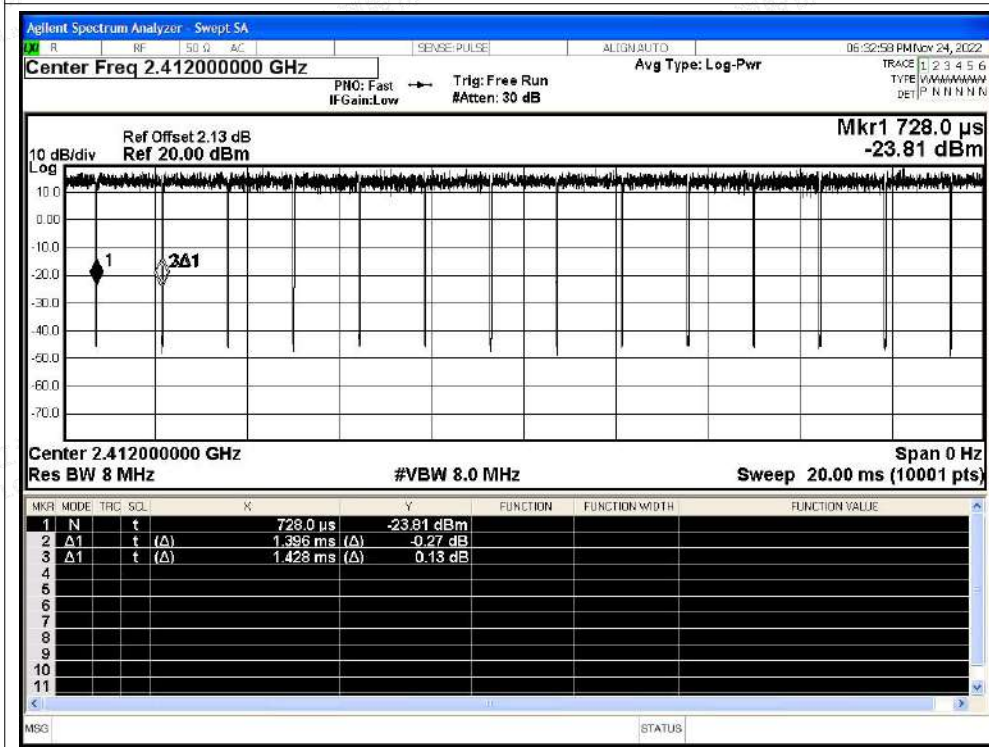 Agilent Spectrum Analyzer - Swept SA
LXI R RF 50 Ω AC SENSE:PULSE ALIGN AUTO 06:32:58 PM Nov 24, 2022
Center Freq 2.412000000 GHz
PNO: Fast
IFGain:Low
Trig: Free Run
#Atten: 30 dB
Avg Type: Log-Pwr
TRACE 1 2 3 4 5 6
TYPE
DET P N N N N N
Mkr1 728.0 µs
-23.81 dBm
Ref Offset 2.13 dB
10 dB/div Ref 20.00 dBm
Log
10.0
0.00
-10.0
-20.0
-30.0
-40.0
-50.0
-60.0
-70.0
1
3Δ1
Center 2.412000000 GHz Span 0 Hz
Res BW 8 MHz #VBW 8.0 MHz Sweep 20.00 ms (10001 pts)
MKR MODE TRC SCL X Y FUNCTION FUNCTION WIDTH FUNCTION VALUE
1 N t 728.0 µs -23.81 dBm
2 Δ1 t (Δ) 1.396 ms (Δ) -0.27 dB
3 Δ1 t (Δ) 1.428 ms (Δ) 0.13 dB
4
5
6
7
8
9
10
11
MSG STATUS